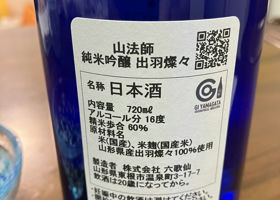 山法師
純米吟醸 出羽燦々
名称 日本酒
GI YAMAGATA
内容量 720ml
アルコール分 16度
精米歩合 60%
原材料名
米(国産)、米麹(国産米)
山形県産出羽燦々100%使用
製造者 株式会社 六歌仙
山形県東根市温泉町3-17-7
飲酒は20歳になってから。